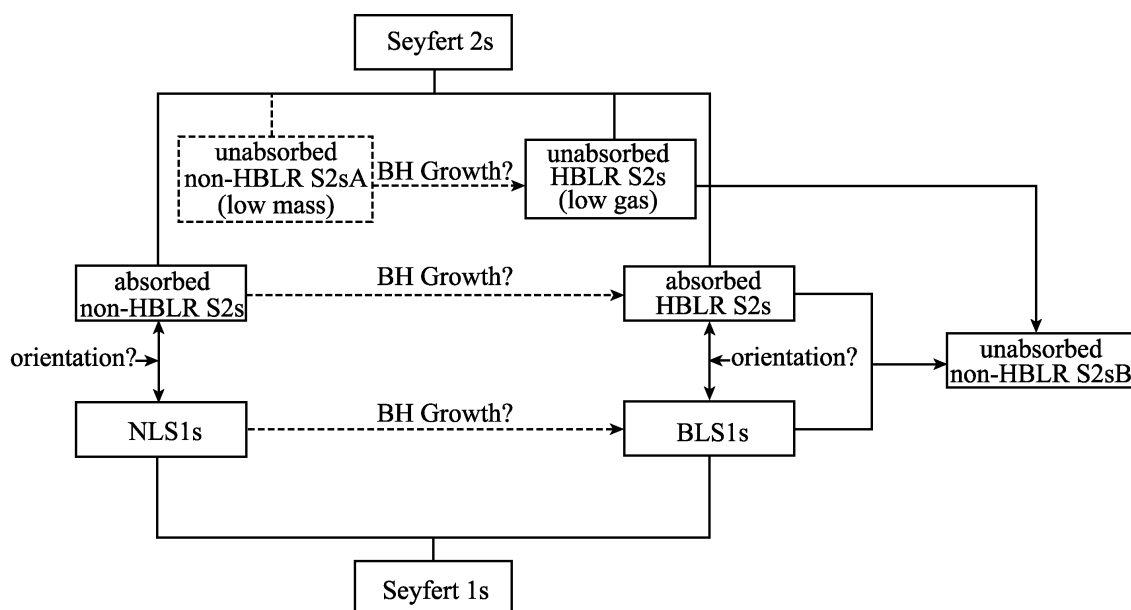 Seyfert 2s
unabsorbed
non-HBLR S2sA
(low mass)
BH Growth?
unabsorbed
HBLR S2s
(low gas)
absorbed
non-HBLR S2s
BH Growth?
absorbed
HBLR S2s
orientation?
orientation?
unabsorbed
non-HBLR S2sB
NLS1s
BH Growth?
BLS1s
Seyfert 1s